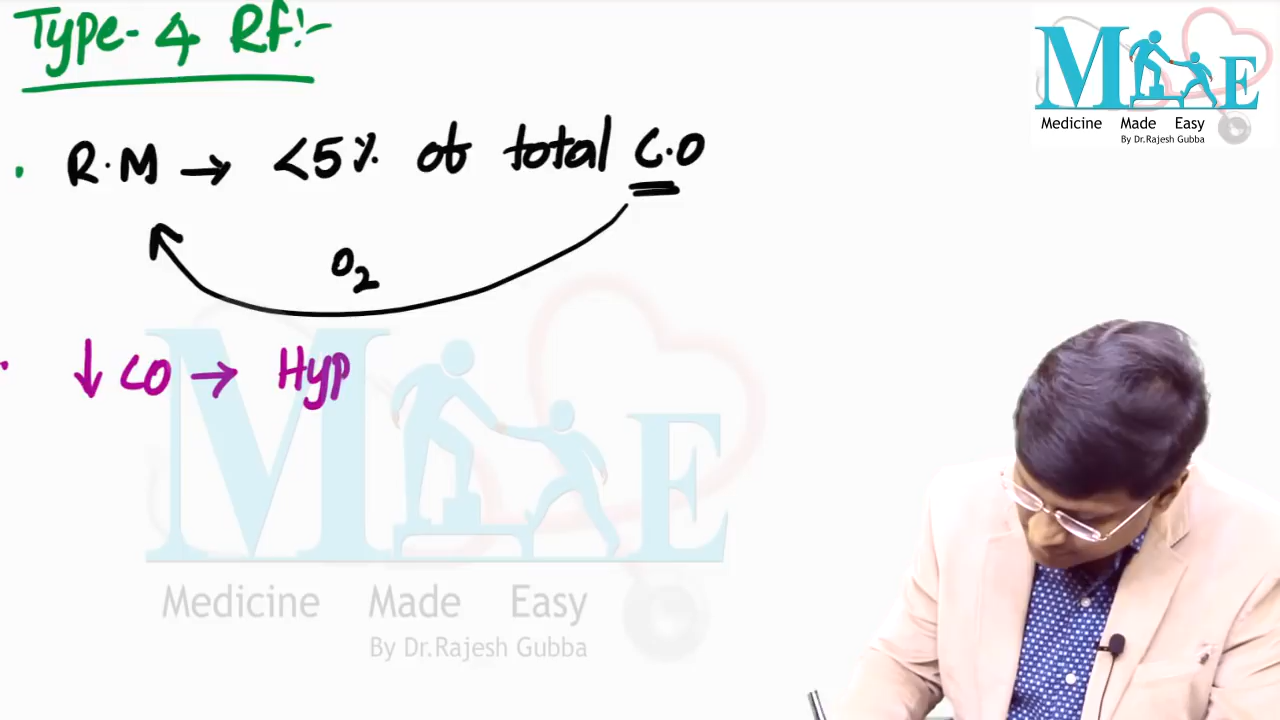 Type- 4 Rf:-
MADE
Medicine Made Easy
By Dr.Rajesh Gubba
· R.M → <5% of total C.O
O2
· ↓ CO → Hyp
M E
Medicine Made Easy
By Dr.Rajesh Gubba